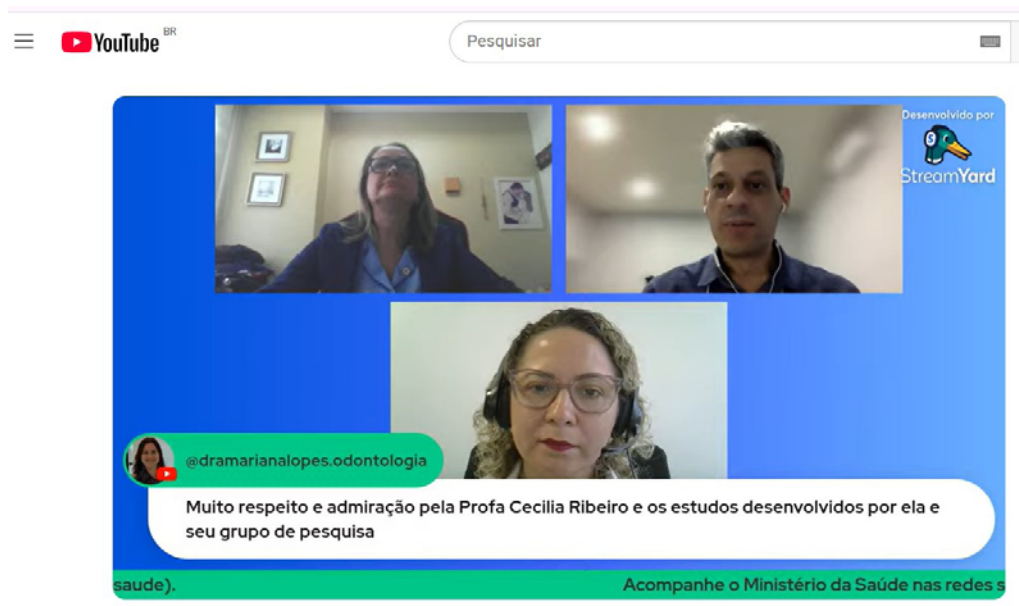 YouTube BR
Pesquisar
Desenvolvido por
StreamYard
@dramarianalopes.odontologia
Muito respeito e admiração pela Profa Cecilia Ribeiro e os estudos desenvolvidos por ela e
seu grupo de pesquisa
saude). Acompanhe o Ministério da Saúde nas redes s